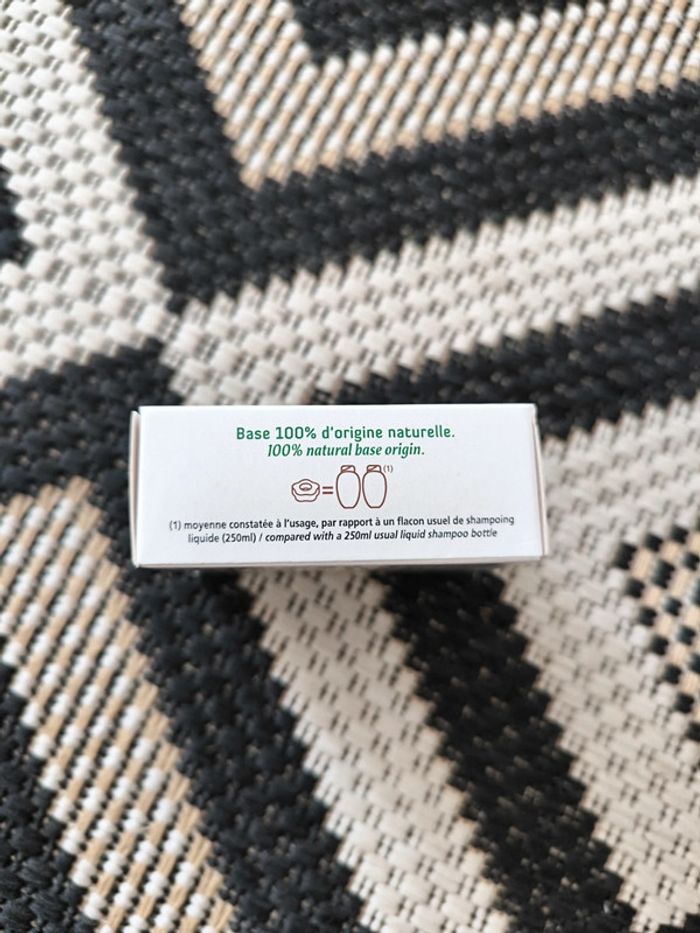 Base 100% d'origine naturelle.
100% natural base origin.
= (1)
(1) moyenne constatée à l'usage, par rapport à un flacon usuel de shampoing
liquide (250ml) / compared with a 250ml usual liquid shampoo bottle